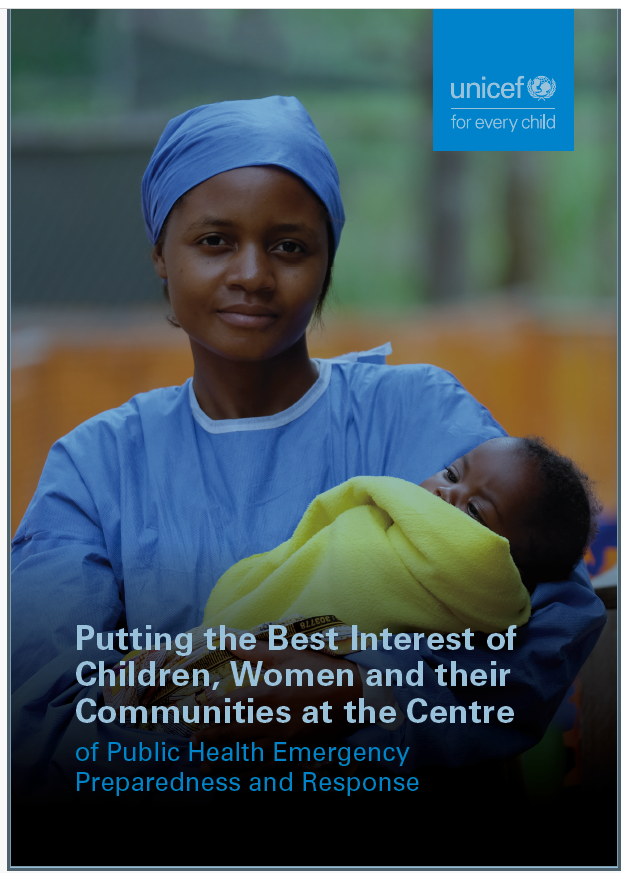 unicef
for every child
303778
Putting the Best Interest of
Children, Women and their
Communities at the Centre
of Public Health Emergency
Preparedness and Response